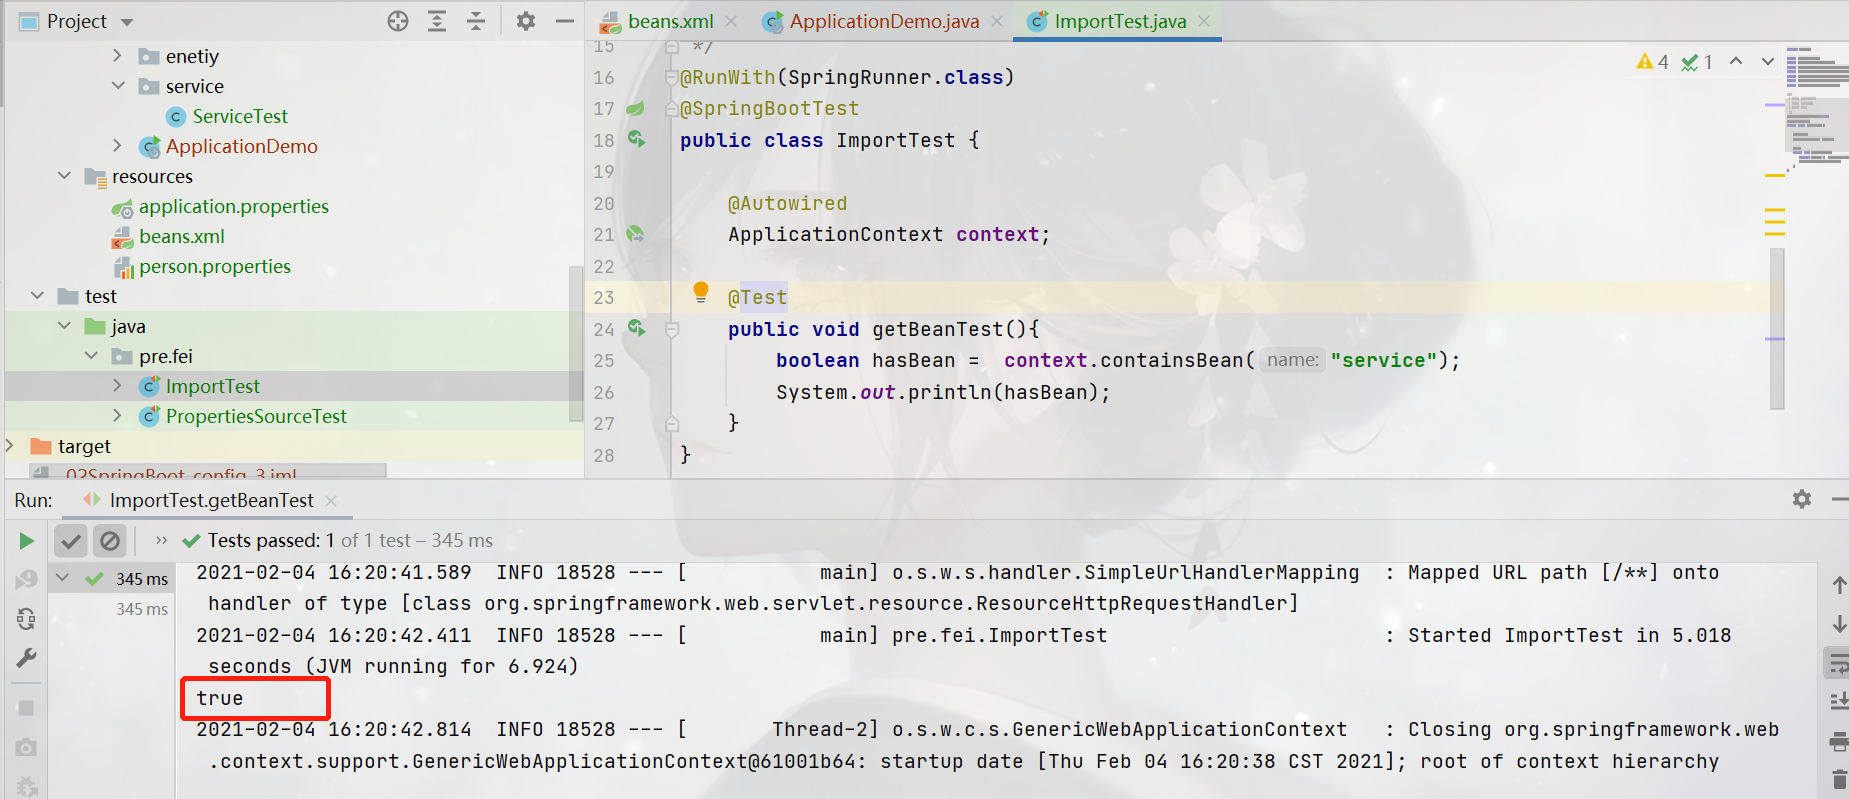 Project
beans.xml
ApplicationDemo.java
ImportTest.java
enetiy
service
ServiceTest
ApplicationDemo
resources
application.properties
beans.xml
person.properties
test
java
pre.fei
ImportTest
PropertiesSourceTest
target
02SpringBoot_config_3.iml
4 1
15 */
16 @RunWith(SpringRunner.class)
17 @SpringBootTest
18 public class ImportTest {
19
20 @Autowired
21 ApplicationContext context;
22
23 @Test
24 public void getBeanTest(){
25 boolean hasBean = context.containsBean( name: "service");
26 System.out.println(hasBean);
27 }
28 }
Run: ImportTest.getBeanTest
» Tests passed: 1 of 1 test – 345 ms
345 ms
345 ms
2021-02-04 16:20:41.589 INFO 18528 --- [ main] o.s.w.s.handler.SimpleUrlHandlerMapping : Mapped URL path [/**] onto
handler of type [class org.springframework.web.servlet.resource.ResourceHttpRequestHandler]
2021-02-04 16:20:42.411 INFO 18528 --- [ main] pre.fei.ImportTest : Started ImportTest in 5.018
seconds (JVM running for 6.924)
true
2021-02-04 16:20:42.814 INFO 18528 --- [ Thread-2] o.s.w.c.s.GenericWebApplicationContext : Closing org.springframework.web
.context.support.GenericWebApplicationContext@61001b64: startup date [Thu Feb 04 16:20:38 CST 2021]; root of context hierarchy